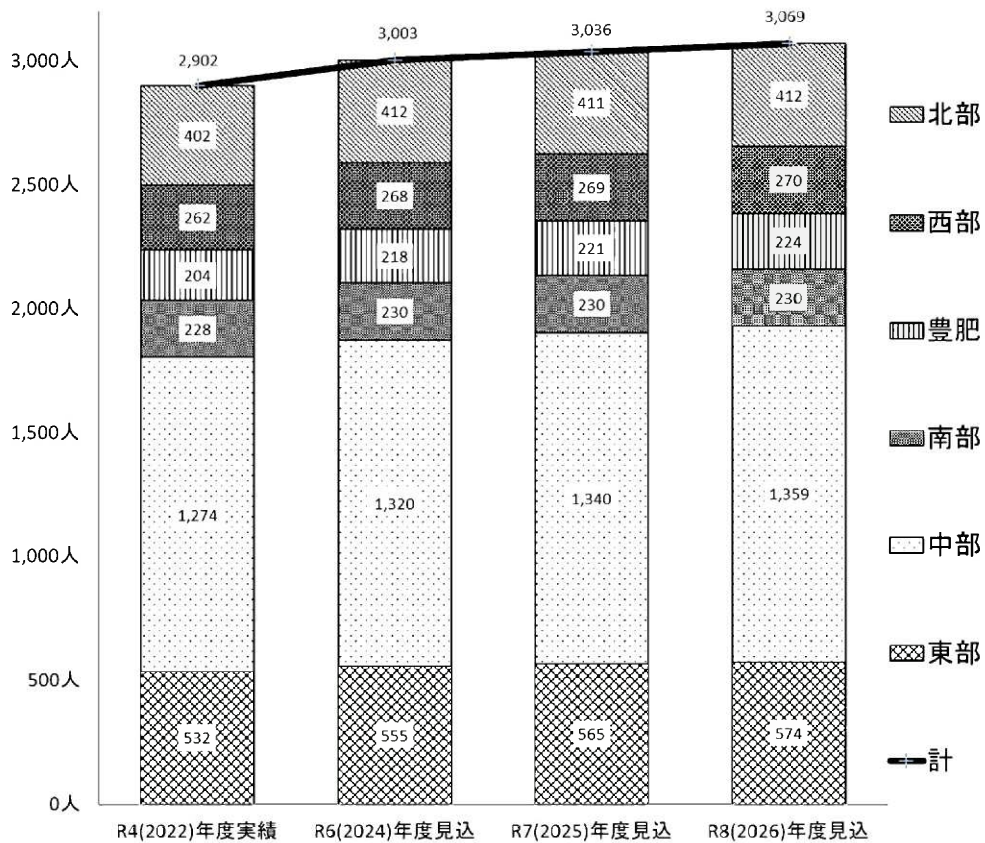 3,000人
2,500人
2,000人
1,500人
1,000人
500人
0人
2,902
3,003
3,036
3,069
402
412
411
412
262
268
269
270
204
218
221
224
228
230
230
230
1,274
1,320
1,340
1,359
532
555
565
574
R4(2022)年度実績
R6(2024)年度見込
R7(2025)年度見込
R8(2026)年度見込
北部
西部
豊肥
南部
中部
東部
計